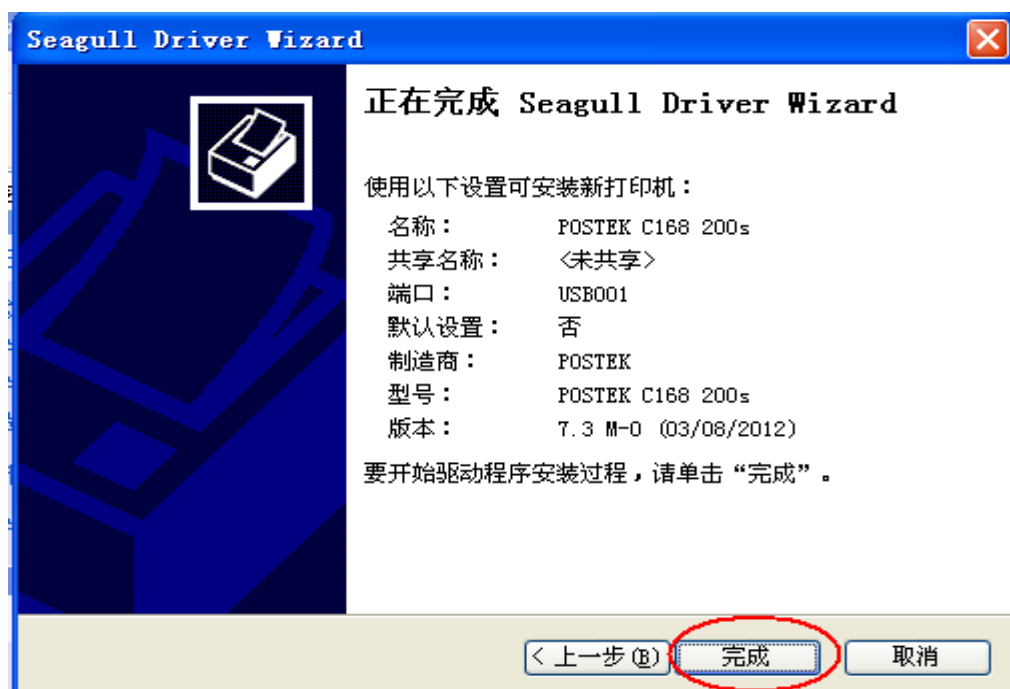 Seagull Driver Wizard
正在完成 Seagull Driver Wizard
使用以下设置可安装新打印机：
名称： POSTEK C168 200s
共享名称： <未共享>
端口： USB001
默认设置： 否
制造商： POSTEK
型号： POSTEK C168 200s
版本： 7.3 M-0 (03/08/2012)
要开始驱动程序安装过程，请单击“完成”。
< 上一步(B) 完成 取消